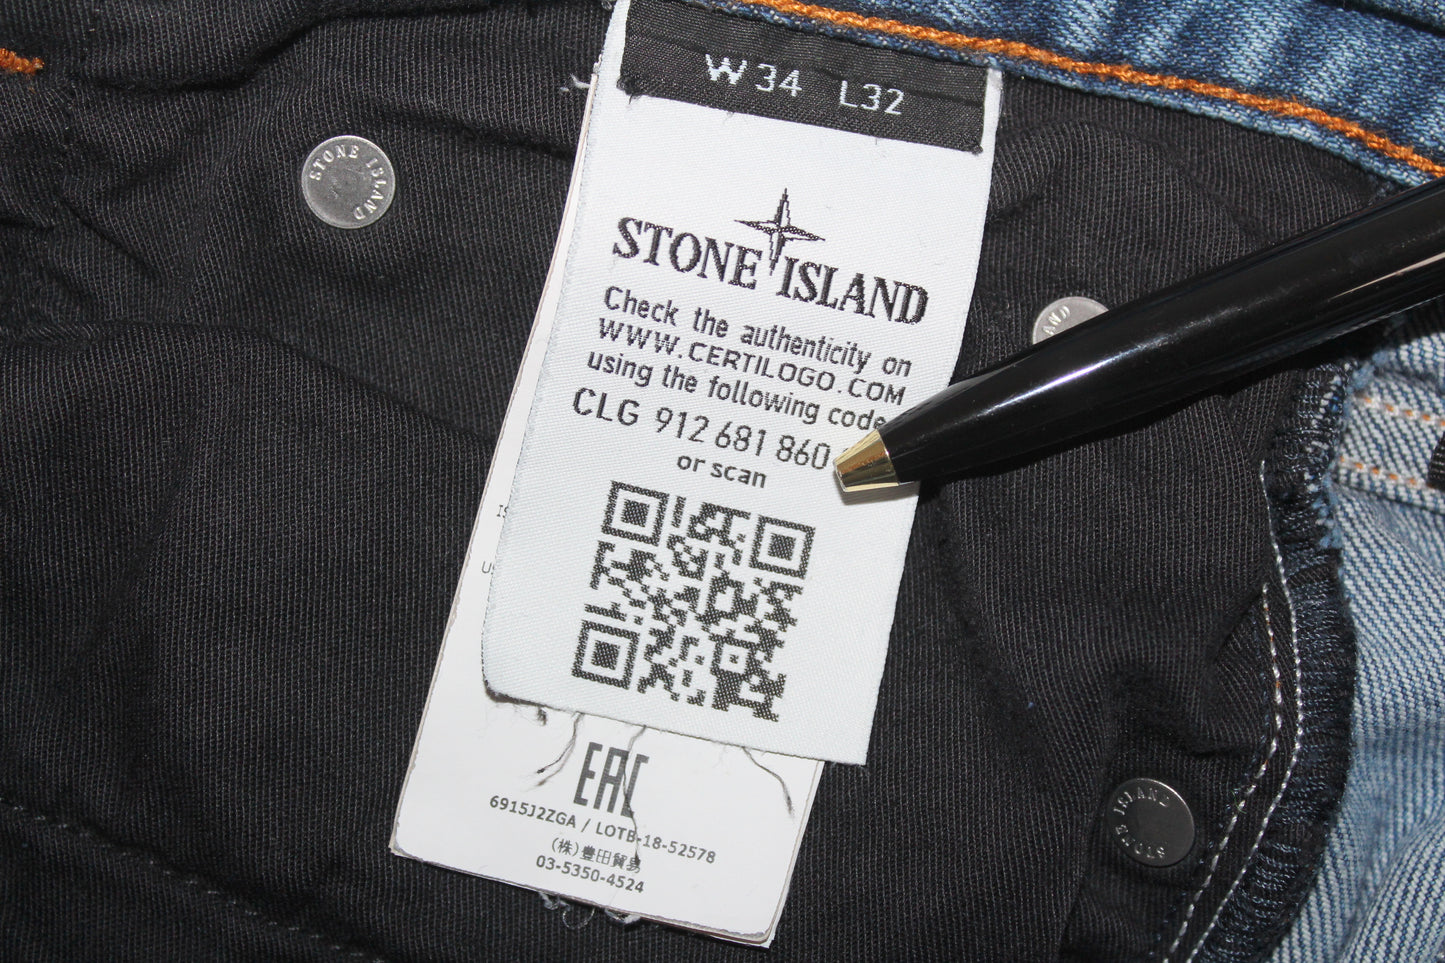 W 34 L32
STONE ISLAND
STONE ISLAND
Check the authenticity on
WWW.CERTILOGO.COM
using the following code
CLG 912 681 860
or scan
EAC
6915J2ZGA / LOTB-18-52578
(株)豊田貿易
03-5350-4524
STONE ISLAND